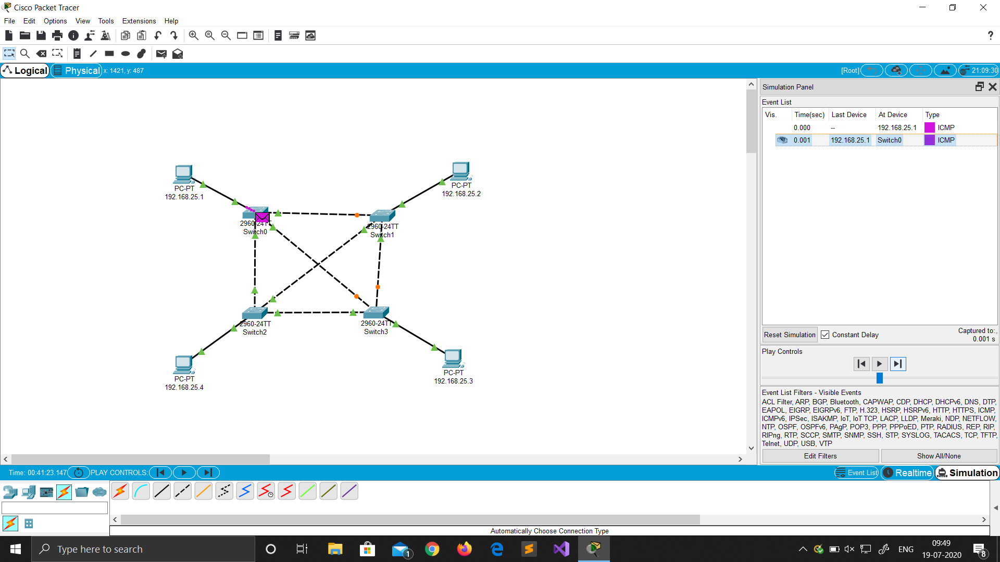 Cisco Packet Tracer
File Edit Options View Tools Extensions Help
?
Logical Physical x: 1421, y: 487 [Root] 21:09:30
Simulation Panel
Event List
Vis. Time(sec) Last Device At Device Type
0.000 -- 192.168.25.1 ICMP
0.001 192.168.25.1 Switch0 ICMP
PC-PT
192.168.25.1
PC-PT
192.168.25.2
2960-24TT
Switch0
2960-24TT
Switch1
2960-24TT
Switch2
2960-24TT
Switch3
PC-PT
192.168.25.4
PC-PT
192.168.25.3
Reset Simulation Constant Delay Captured to:
0.001 s
Play Controls
Event List Filters - Visible Events
ACL Filter, ARP, BGP, Bluetooth, CAPWAP, CDP, DHCP, DHCPv6, DNS, DTP,
EAPOL, EIGRP, EIGRPv6, FTP, H.323, HSRP, HSRPv6, HTTP, HTTPS, ICMP,
ICMPv6, IPSec, ISAKMP, IoT, IoT TCP, LACP, LLDP, Meraki, NDP, NETFLOW,
NTP, OSPF, OSPFv6, PAgP, POP3, PPP, PPPoED, PTP, RADIUS, REP, RIP,
RIPng, RTP, SCCP, SMTP, SNMP, SSH, STP, SYSLOG, TACACS, TCP, TFTP,
Telnet, UDP, USB, VTP
Edit Filters Show All/None
Time: 00:41:23.147 PLAY CONTROLS: Event List Realtime Simulation
Automatically Choose Connection Type
Type here to search
1
ENG
09:49
19-07-2020
8